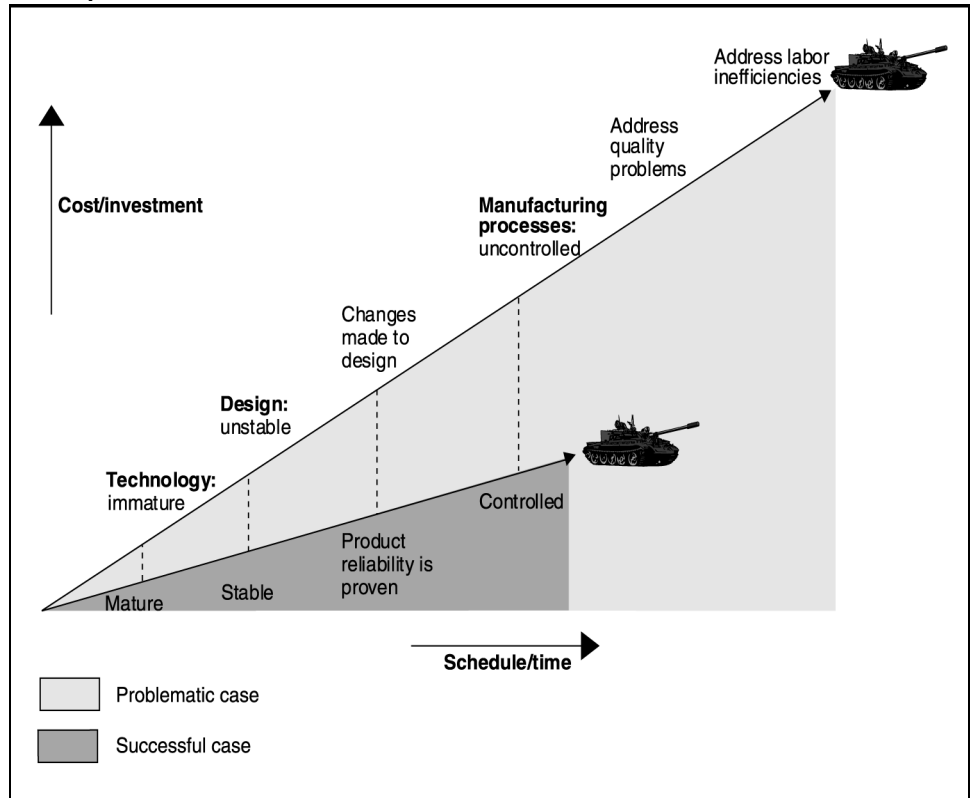 Address labor
inefficiencies
Address
quality
problems
Cost/investment
Manufacturing
processes:
uncontrolled
Changes
made to
design
Design:
unstable
Technology:
immature
Controlled
Product
reliability is
proven
Stable
Mature
Schedule/time
Problematic case
Successful case